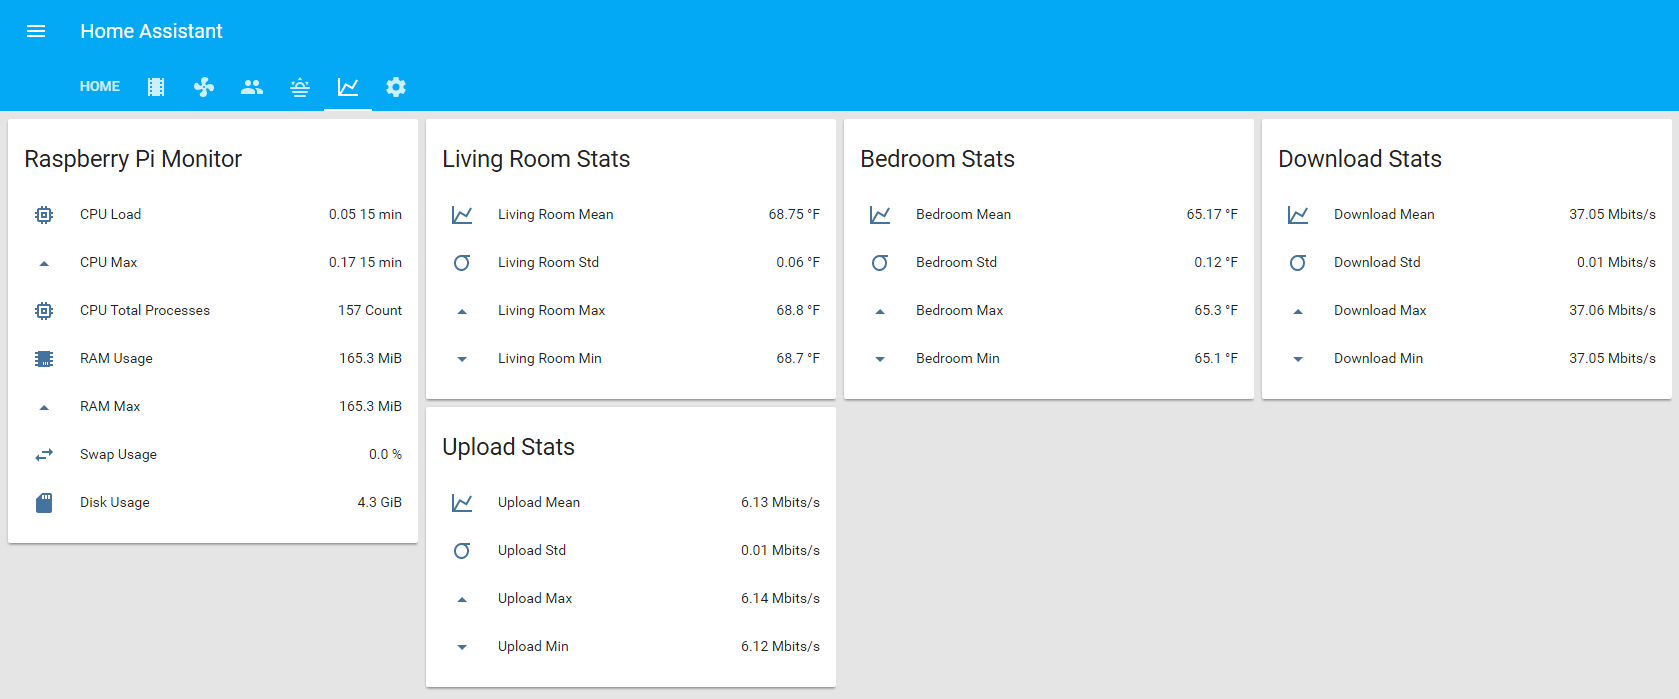 Home Assistant
HOME
Raspberry Pi Monitor
CPU Load 0.05 15 min
CPU Max 0.17 15 min
CPU Total Processes 157 Count
RAM Usage 165.3 MiB
RAM Max 165.3 MiB
Swap Usage 0.0 %
Disk Usage 4.3 GiB
Living Room Stats
Living Room Mean 68.75 °F
Living Room Std 0.06 °F
Living Room Max 68.8 °F
Living Room Min 68.7 °F
Upload Stats
Upload Mean 6.13 Mbits/s
Upload Std 0.01 Mbits/s
Upload Max 6.14 Mbits/s
Upload Min 6.12 Mbits/s
Bedroom Stats
Bedroom Mean 65.17 °F
Bedroom Std 0.12 °F
Bedroom Max 65.3 °F
Bedroom Min 65.1 °F
Download Stats
Download Mean 37.05 Mbits/s
Download Std 0.01 Mbits/s
Download Max 37.06 Mbits/s
Download Min 37.05 Mbits/s